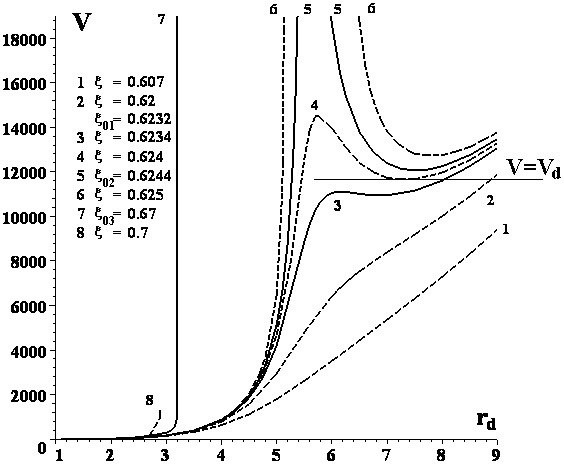 V
7 6 5 5 6
18000
16000
1 ξ = 0.607
2 ξ = 0.62
ξ01 = 0.6232
3 ξ = 0.6234
4 ξ = 0.624
5 ξ02 = 0.6244
6 ξ = 0.625
7 ξ03 = 0.67
8 ξ = 0.7
14000
4
12000
V=Vd
3
2
10000
1
8000
6000
4000
2000
8
rd
0
1 2 3 4 5 6 7 8 9